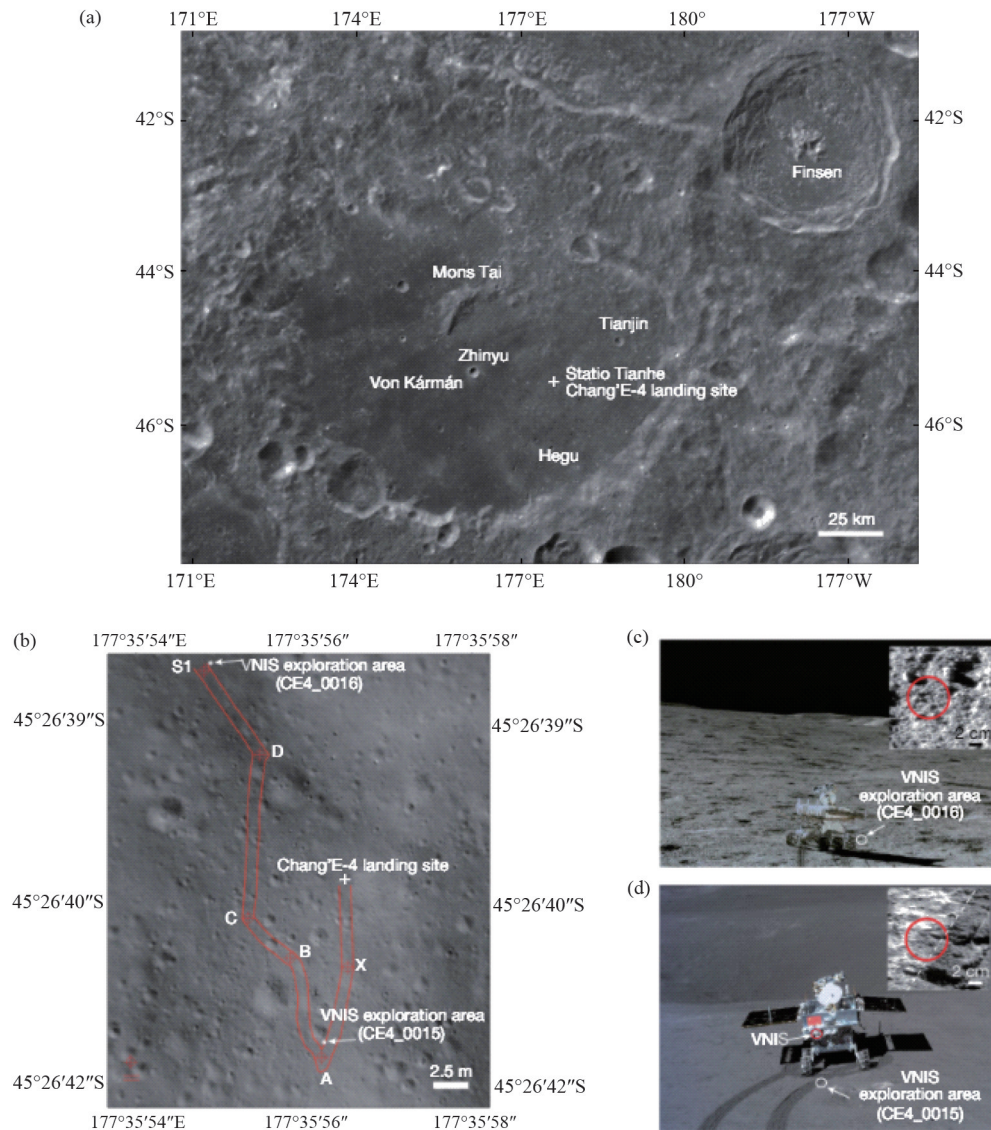 (a)
171°E 174°E 177°E 180° 177°W
42°S 42°S
Finsen
44°S Mons Tai 44°S
Tianjin
Zhinyu
Von Kármán
Statio Tianhe
Chang'E-4 landing site
46°S 46°S
Hegu
25 km
171°E 174°E 177°E 180° 177°W
(b)
177°35′54″E 177°35′56″ 177°35′58″
S1
VNIS exploration area
(CE4_0016)
45°26′39″S 45°26′39″S
D
Chang'E-4 landing site
45°26′40″S 45°26′40″S
C
B
X
VNIS exploration area
(CE4_0015)
A
2.5 m
45°26′42″S 45°26′42″S
177°35′54″E 177°35′56″ 177°35′58″
(c)
2 cm
VNIS
exploration area
(CE4_0016)
(d)
2 cm
VNIS
VNIS
exploration area
(CE4_0015)